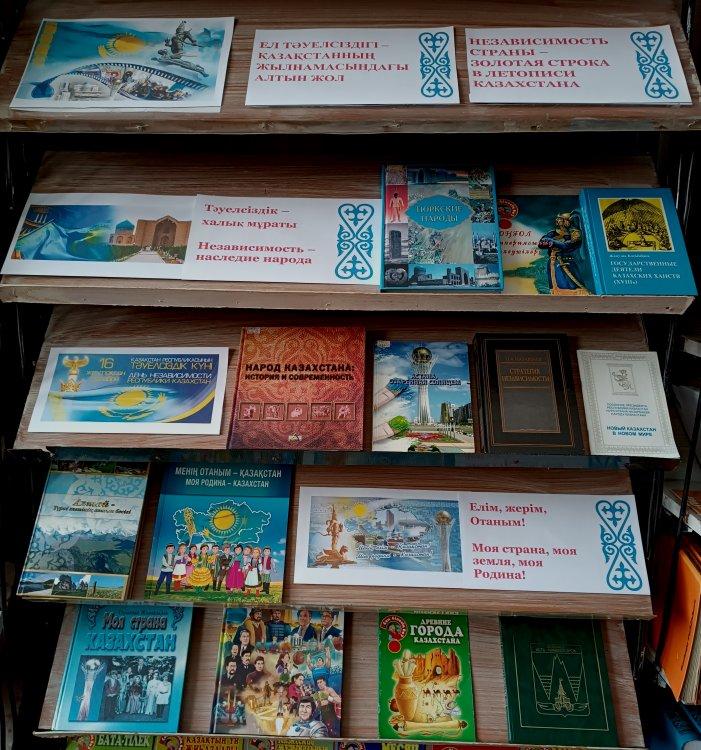 ЕЛ ТӘУЕЛСІЗДІГІ –
ҚАЗАҚСТАННЫҢ
ЖЫЛНАМАСЫНДАҒЫ
АЛТЫН ЖОЛ
НЕЗАВИСИМОСТЬ
СТРАНЫ –
ЗОЛОТАЯ СТРОКА
В ЛЕТОПИСИ
КАЗАХСТАНА
Тәуелсіздік –
халық мұраты
Независимость –
наследие народа
ТЮРКСКИЕ
НАРОДЫ
ГОСУДАРСТВЕННЫЕ
ДЕЯТЕЛИ
КАЗАХСКИХ ХАНСТВ
(XVIIIв)
16
ҚАЗАҚСТАН РЕСПУБЛИКАСЫНЫҢ
ТӘУЕЛСІЗДІК КҮНІ
ДЕНЬ НЕЗАВИСИМОСТИ
РЕСПУБЛИКИ КАЗАХСТАН
НАРОД КАЗАХСТАНА:
ИСТОРИЯ И СОВРЕМЕННОСТЬ
СТРАТЕГИЯ
НЕЗАВИСИМОСТИ
НОВЫЙ КАЗАХСТАН
В НОВОМ МИРЕ
МЕНІҢ ОТАНЫМ – ҚАЗАҚСТАН
МОЯ РОДИНА – КАЗАХСТАН
Елім, жерім,
Отаным!
Моя страна, моя
земля, моя
Родина!
Моя страна
КАЗАХСТАН
ДРЕВНИЕ
ГОРОДА
КАЗАХСТАНА
БАТА-ТІЛЕК